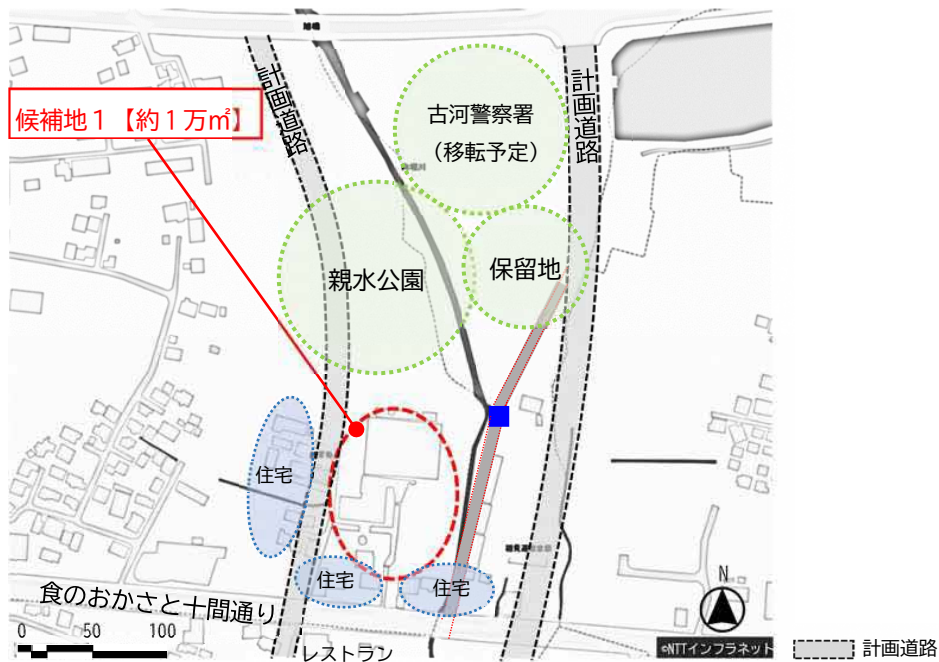 旭橋
計画道路
計画道路
候補地１【約１万㎡】
古河警察署
（移転予定）
親水公園
保留地
住宅
住宅
住宅
食のおかさと十間通り
0 50 100
レストラン
N
©NTTインフラネット
計画道路